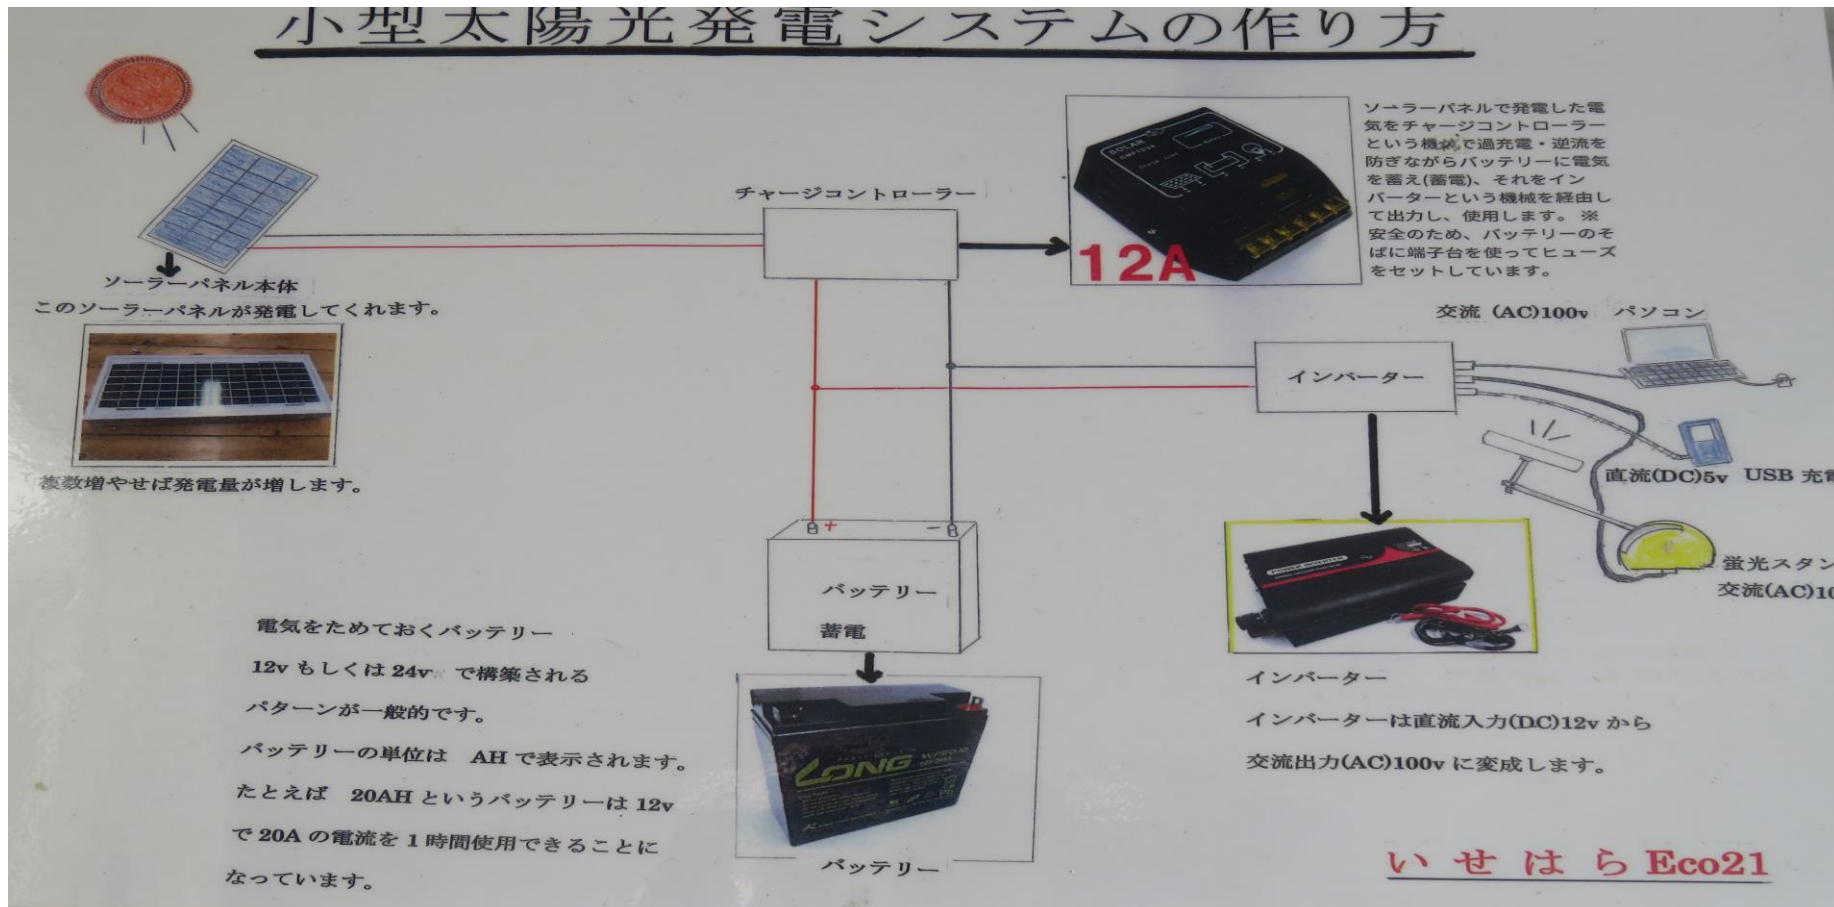 小型太陽光発電システムの作り方
ソーラーパネルで発電した電
気をチャージコントローラー
という機械で過充電・逆流を
防ぎながらバッテリーに電気
を蓄え(蓄電)、それをイン
バーターという機械を経由し
て出力し、使用します。 ※
安全のため、バッテリーのそ
ばに端子台を使ってヒューズ
をセットしています。
チャージコントローラー
SOLAR
12A
ソーラーパネル本体
このソーラーパネルが発電してくれます。
複数増やせば発電量が増します。
交流 (AC)100v パソコン
インバーター
直流(DC)5v USB 充電
蛍光スタン
交流(AC)10
+ −
バッテリー
蓄電
POWER INVERTER
電気をためておくバッテリー
12v もしくは 24v で構築される
パターンが一般的です。
バッテリーの単位は AH で表示されます。
たとえば 20AH というバッテリーは 12v
で 20A の電流を 1 時間使用できることに
なっています。
LONG
バッテリー
インバーター
インバーターは直流入力(DC)12v から
交流出力(AC)100v に変成します。
いせはら Eco21